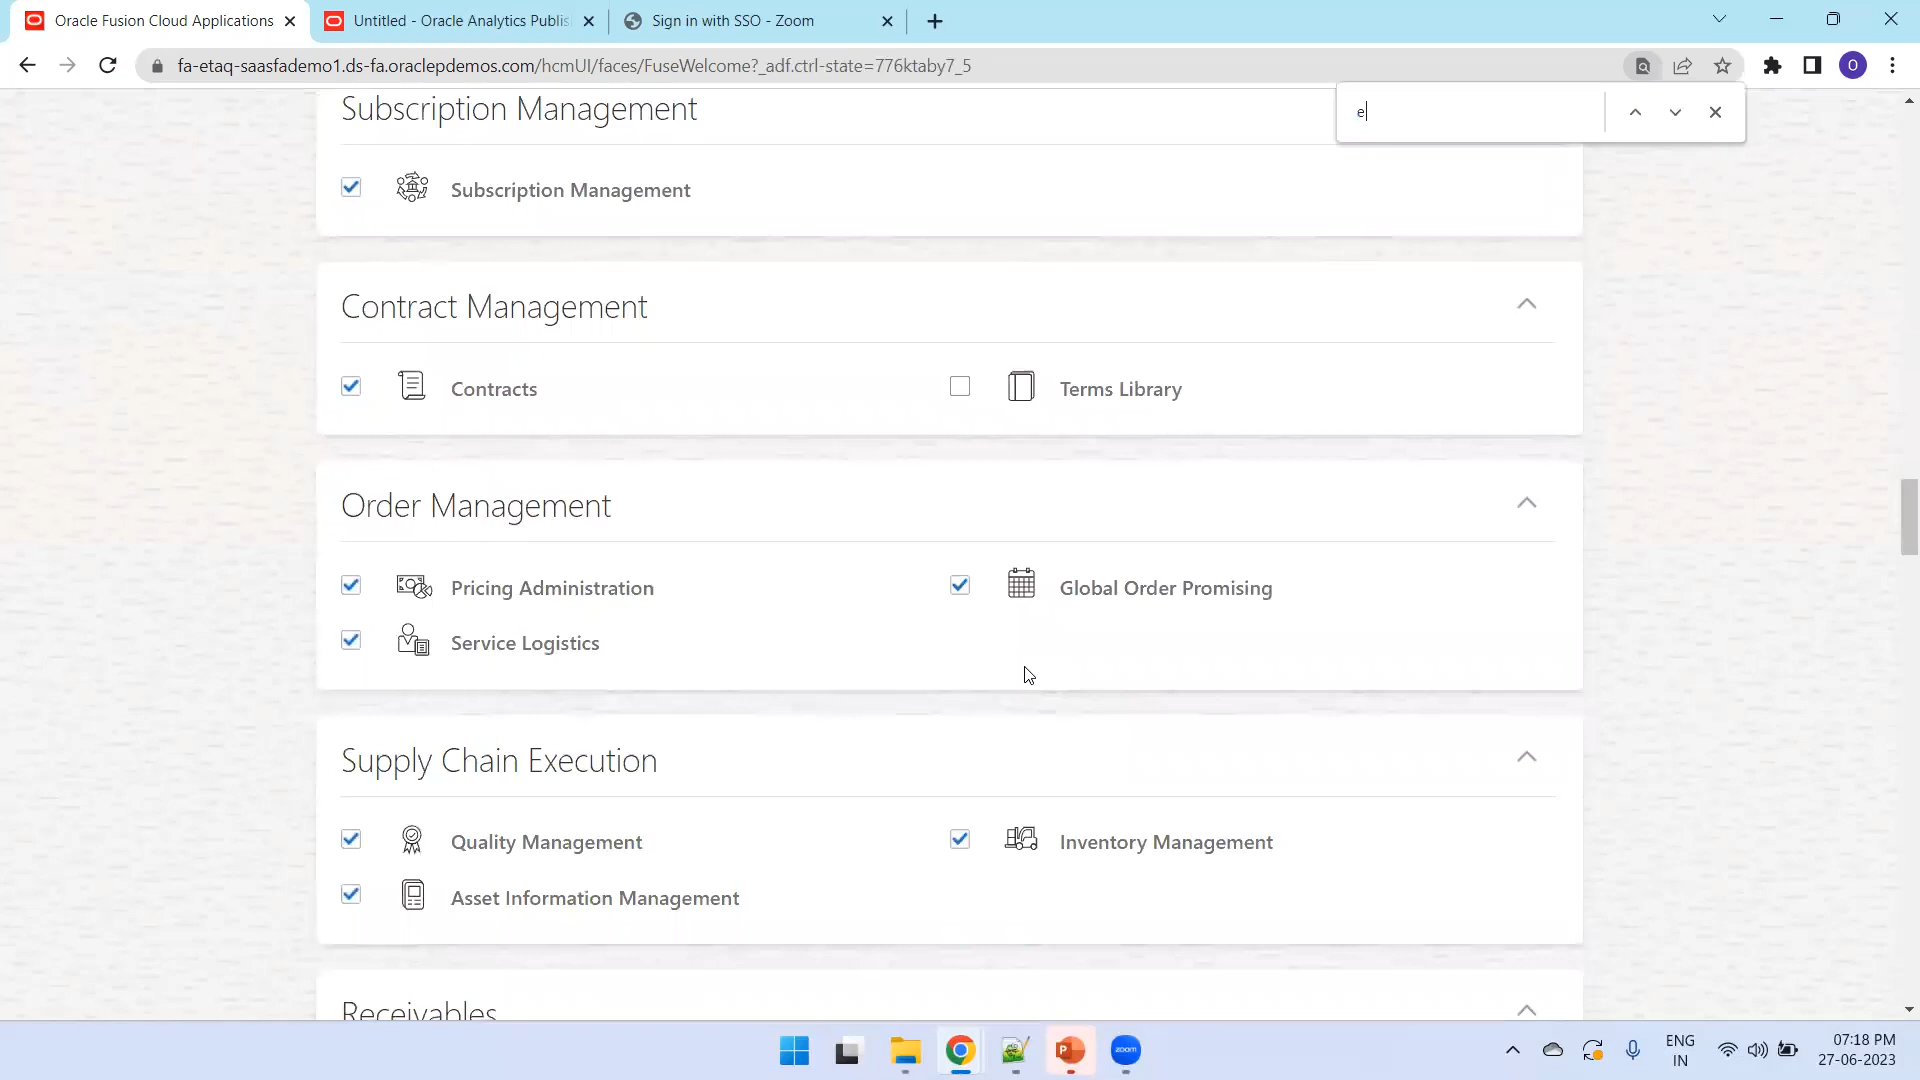 Oracle Fusion Cloud Applications
Untitled - Oracle Analytics Publis
Sign in with SSO - Zoom
fa-etaq-saasfademo1.ds-fa.oraclepdemos.com/hcmUI/faces/FuseWelcome?_adf.ctrl-state=776ktaby7_5
O
e
Subscription Management
Subscription Management
Contract Management
Contracts
Terms Library
Order Management
Pricing Administration
Global Order Promising
Service Logistics
Supply Chain Execution
Quality Management
Inventory Management
Asset Information Management
Receivables
zoom
ENG
IN
07:18 PM
27-06-2023